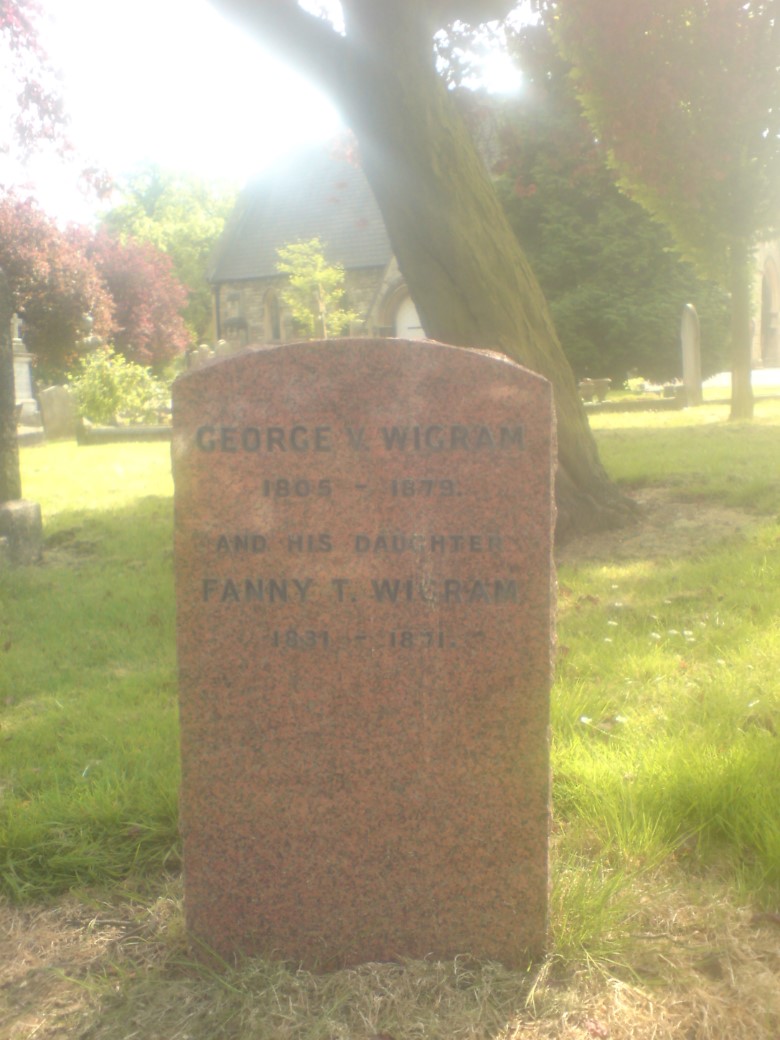 GEORGE V. WIGRAM
1805 - 1879.
AND HIS DAUGHTER
FANNY T. WIGRAM
1831 - 1871.